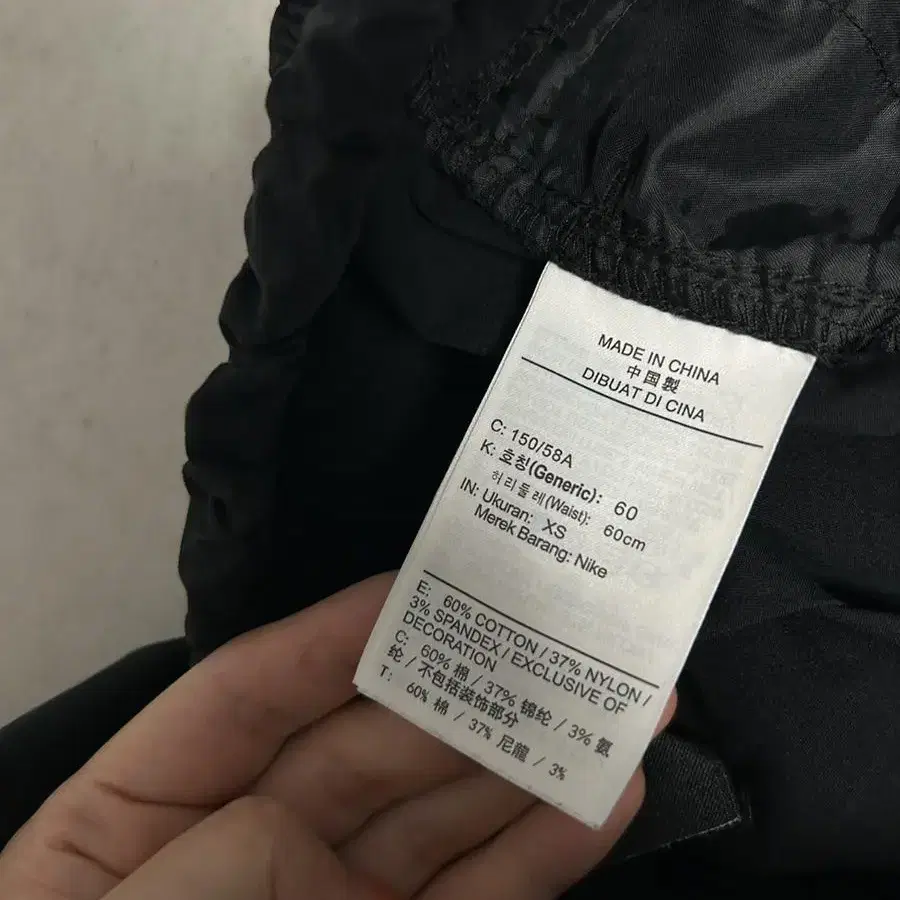 MADE IN CHINA
中国製
DIBUAT DI CINA
C: 150/58A
K: 호칭(Generic): 60
허리둘레(Waist): 60cm
IN: Ukuran: XS
Merek Barang: Nike
E: 60% COTTON / 37% NYLON /
3% SPANDEX / EXCLUSIVE OF
DECORATION
C: 60% 棉 / 37% 锦纶 / 3% 氨
纶 / 不包括装饰部分
T: 60% 棉 / 37% 尼龍 / 3%